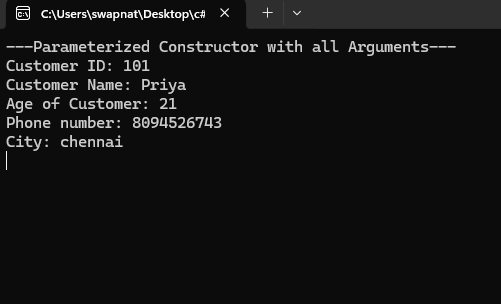 C:\Users\swapnat\Desktop\c#
---Parameterized Constructor with all Arguments---
Customer ID: 101
Customer Name: Priya
Age of Customer: 21
Phone number: 8094526743
City: chennai